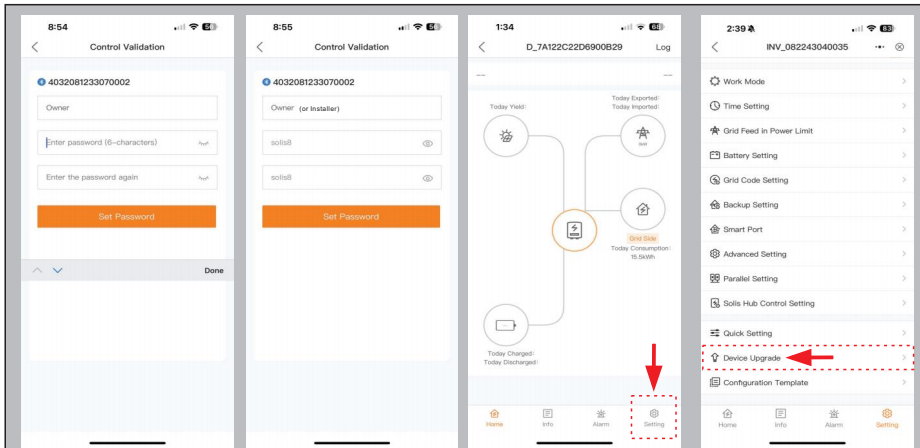 8:54
Control Validation
4032081233070002
Owner
Enter password (6-characters)
Enter the password again
Set Password
Done
8:55
Control Validation
4032081233070002
Owner (or Installer)
solis8
solis8
Set Password
1:34
D_7A122C22D6900B29 Log
-- --
Today Yield:
Today Exported:
Today Imported:
Grid Side
Today Consumption:
15.5kWh
Today Charged:
Today Discharged:
Home Info Alarm Setting
2:39
INV_082243040035
Work Mode
Time Setting
Grid Feed in Power Limit
Battery Setting
Grid Code Setting
Backup Setting
Smart Port
Advanced Setting
Parallel Setting
Solis Hub Control Setting
Quick Setting
Device Upgrade
Configuration Template
Home Info Alarm Setting